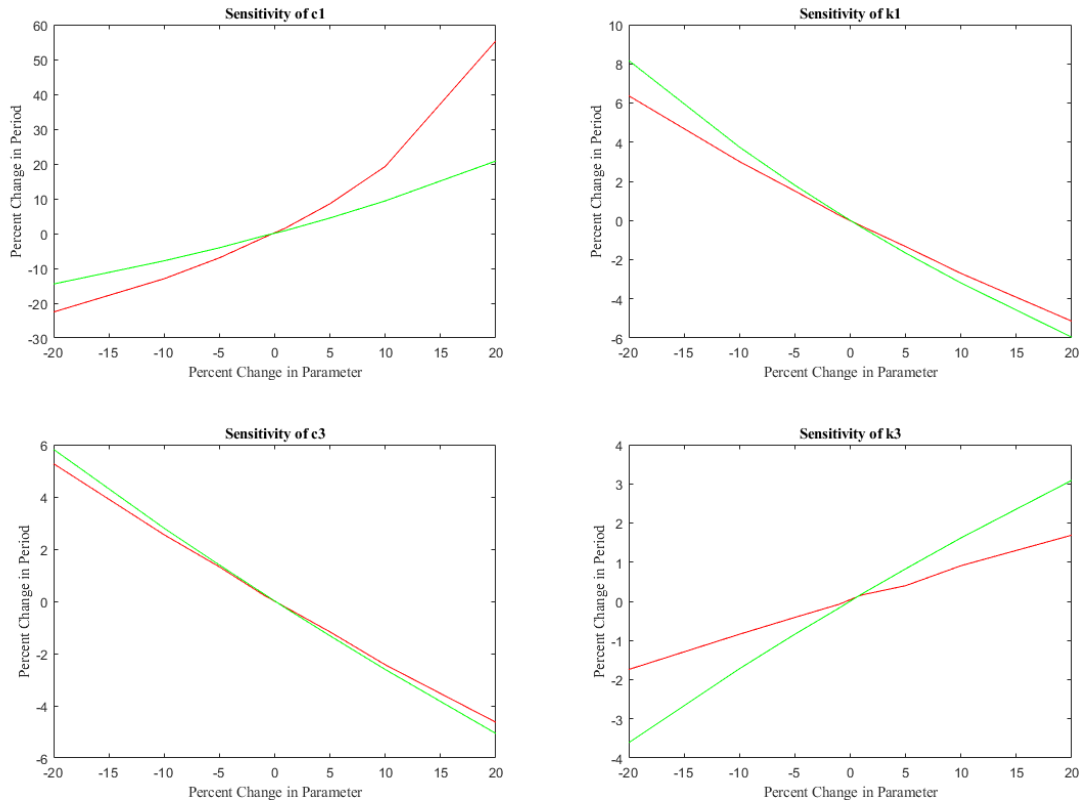 Sensitivity of c1
60
50
40
30
20
10
0
-10
-20
-30
Percent Change in Period
-20 -15 -10 -5 0 5 10 15 20
Percent Change in Parameter
Sensitivity of k1
10
8
6
4
2
0
-2
-4
-6
Percent Change in Period
-20 -15 -10 -5 0 5 10 15 20
Percent Change in Parameter
Sensitivity of c3
6
4
2
0
-2
-4
-6
Percent Change in Period
-20 -15 -10 -5 0 5 10 15 20
Percent Change in Parameter
Sensitivity of k3
4
3
2
1
0
-1
-2
-3
-4
Percent Change in Period
-20 -15 -10 -5 0 5 10 15 20
Percent Change in Parameter